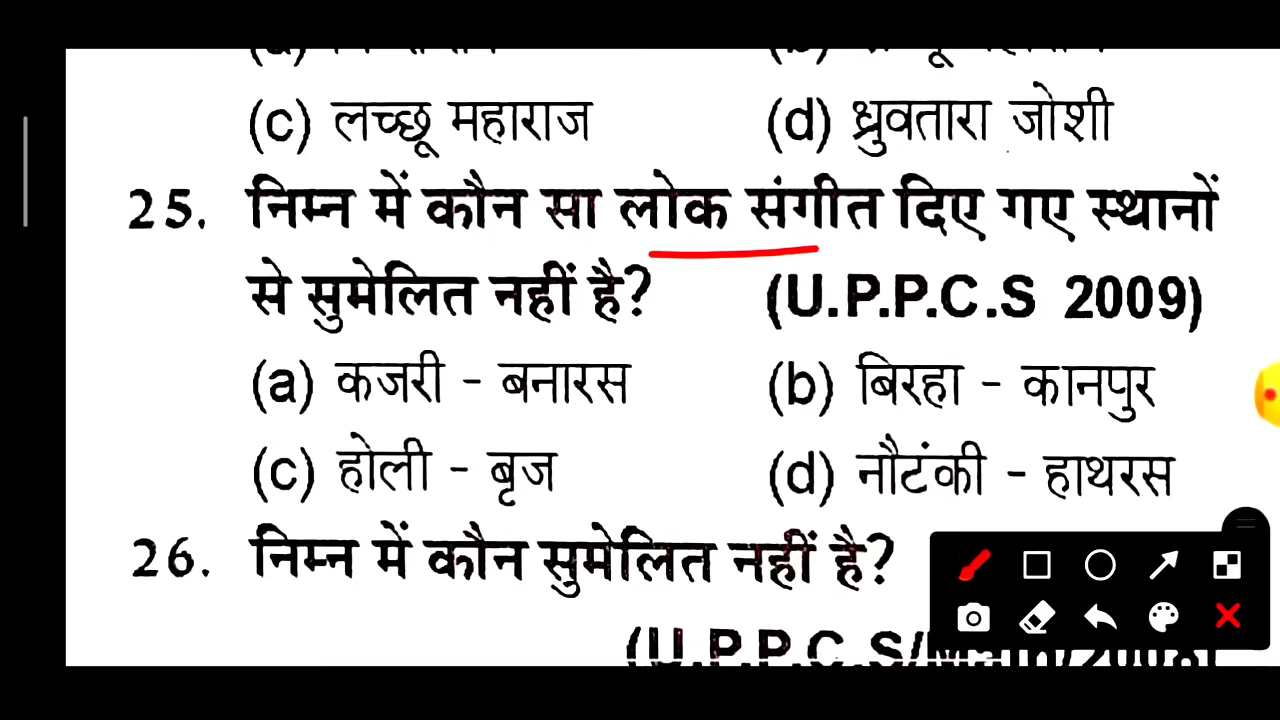 (c) लच्छू महाराज (d) ध्रुवतारा जोशी
25. निम्न में कौन सा लोक संगीत दिए गए स्थानों
से सुमेलित नहीं है? (U.P.P.C.S 2009)
(a) कजरी - बनारस (b) बिरहा - कानपुर
(c) होली - बृज (d) नौटंकी - हाथरस
26. निम्न में कौन सुमेलित नहीं है?